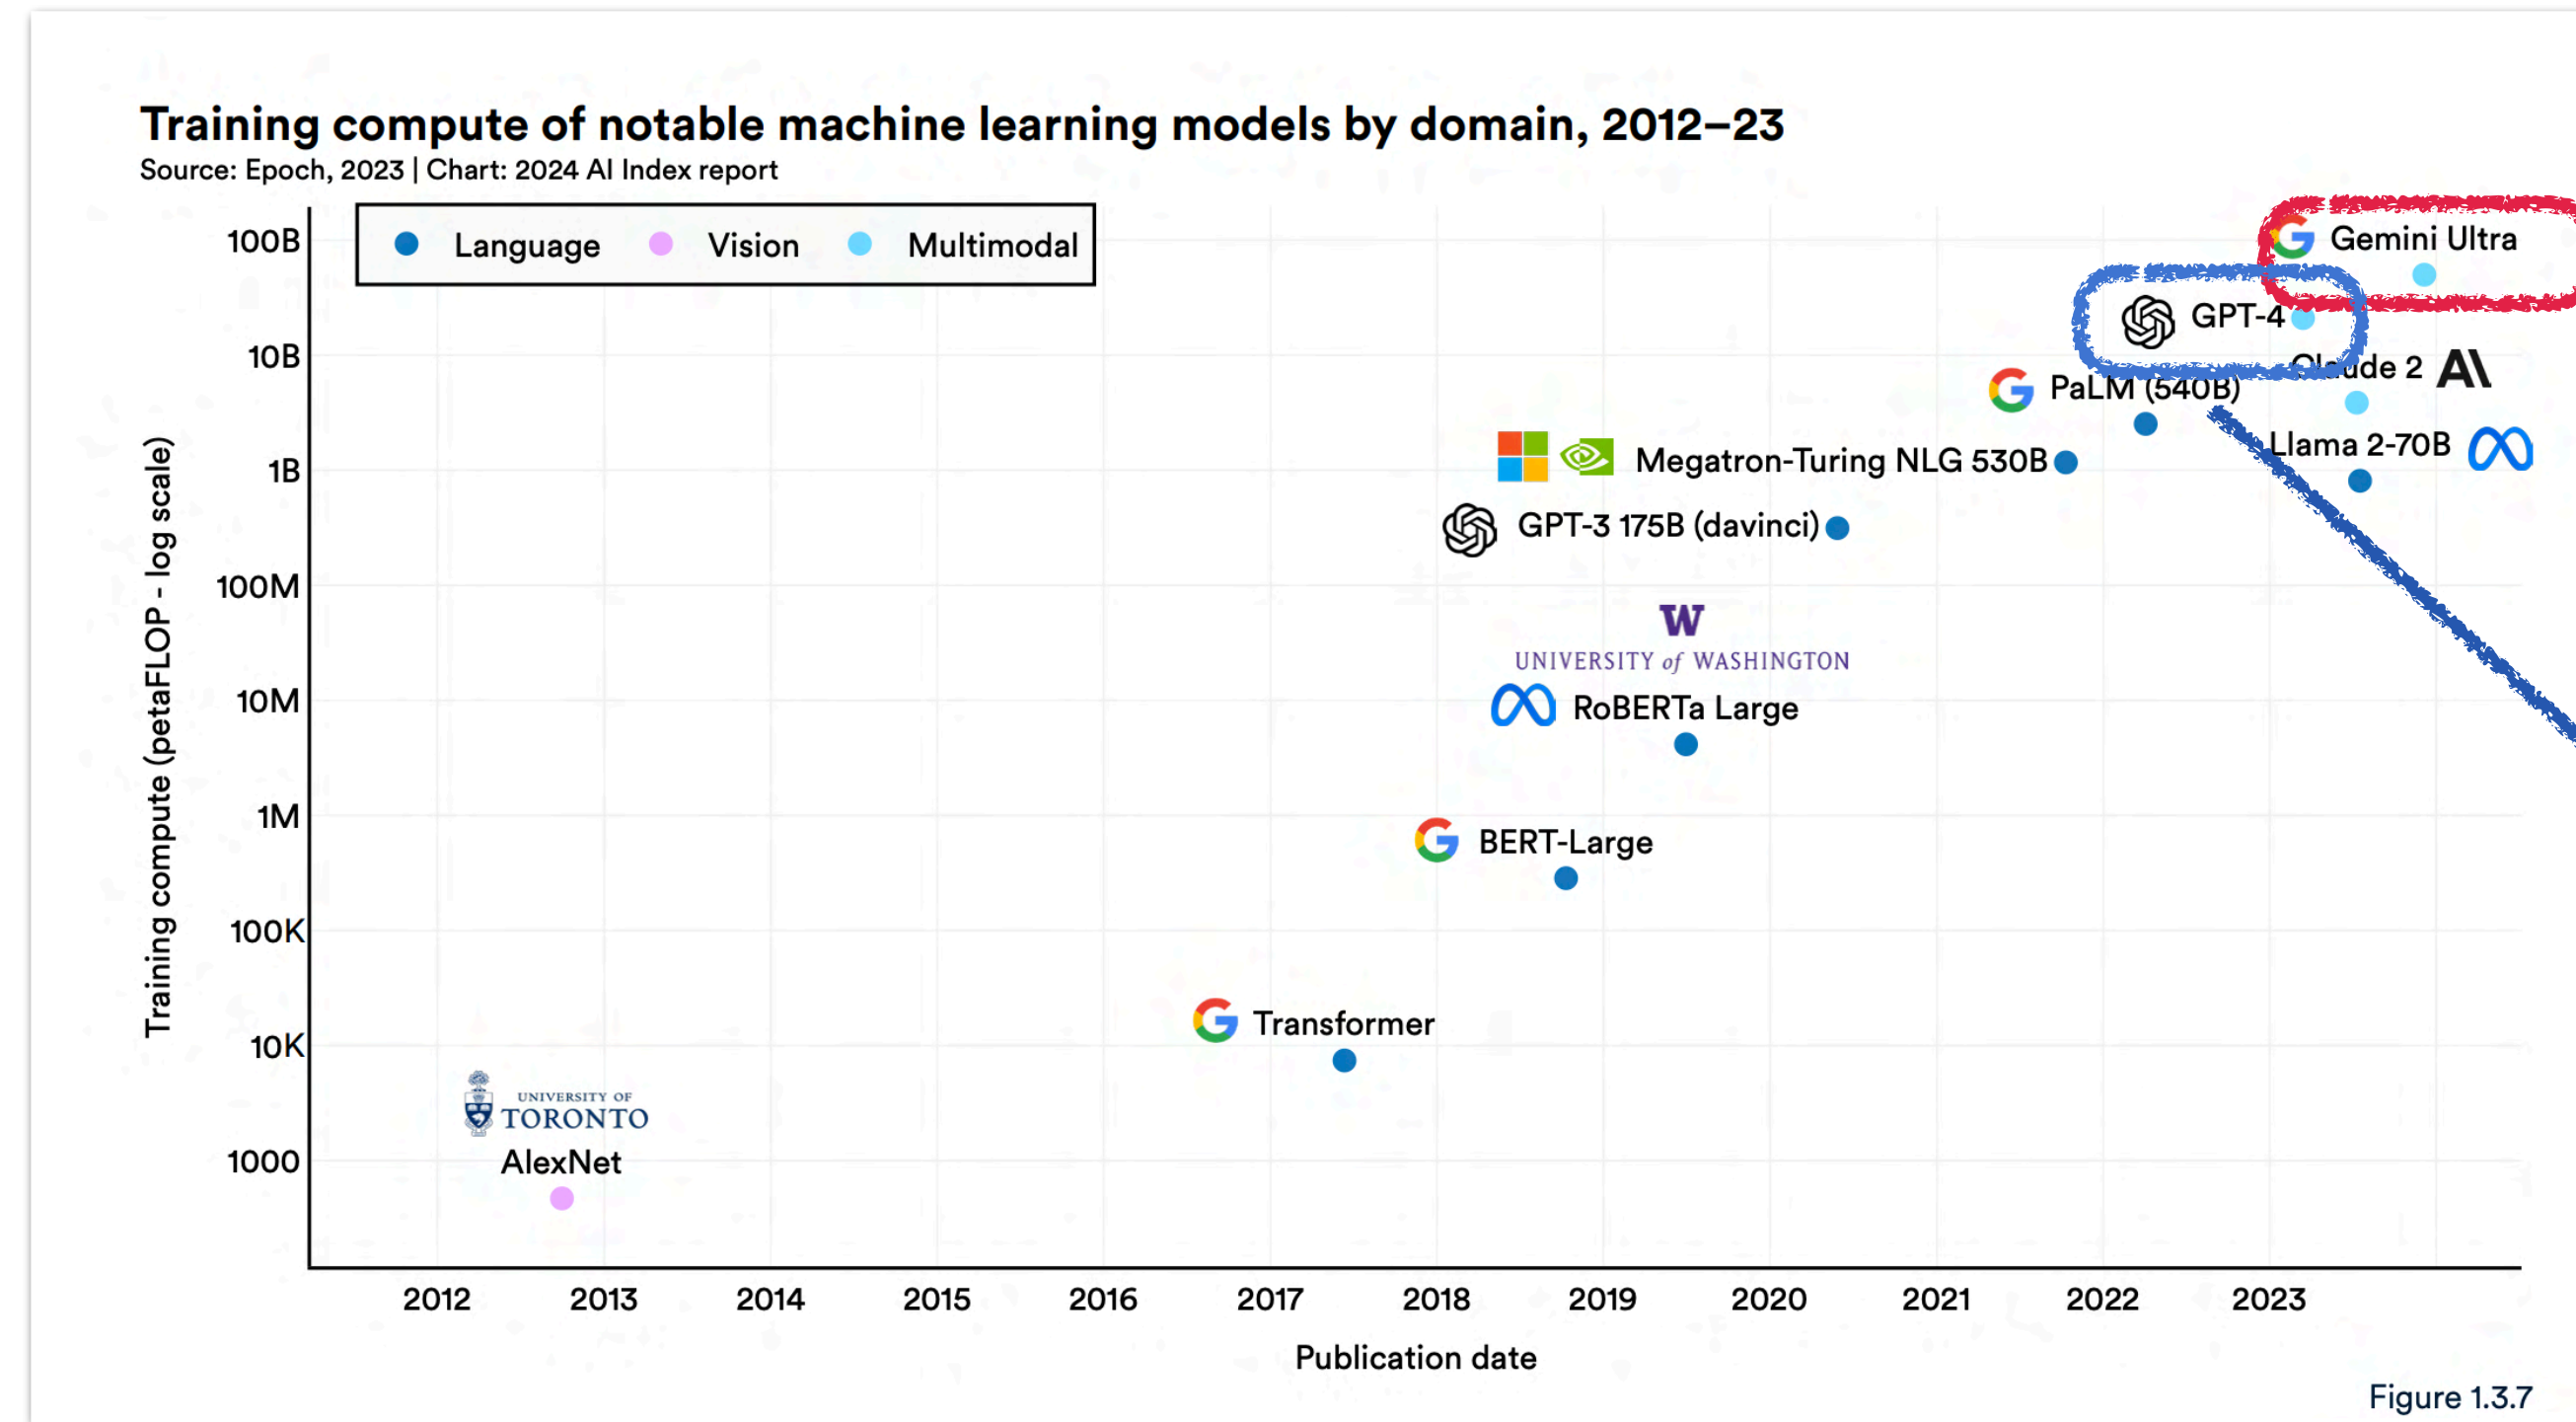 Training compute of notable machine learning models by domain, 2012–23
Source: Epoch, 2023 | Chart: 2024 AI Index report
Language Vision Multimodal
Training compute (petaFLOP - log scale)
100B
10B
1B
100M
10M
1M
100K
10K
1000
Gemini Ultra
GPT-4
Claude 2 A\
PaLM (540B)
Llama 2-70B
Megatron-Turing NLG 530B
GPT-3 175B (davinci)
W
UNIVERSITY of WASHINGTON
RoBERTa Large
BERT-Large
Transformer
UNIVERSITY OF
TORONTO
AlexNet
2012 2013 2014 2015 2016 2017 2018 2019 2020 2021 2022 2023
Publication date
Figure 1.3.7